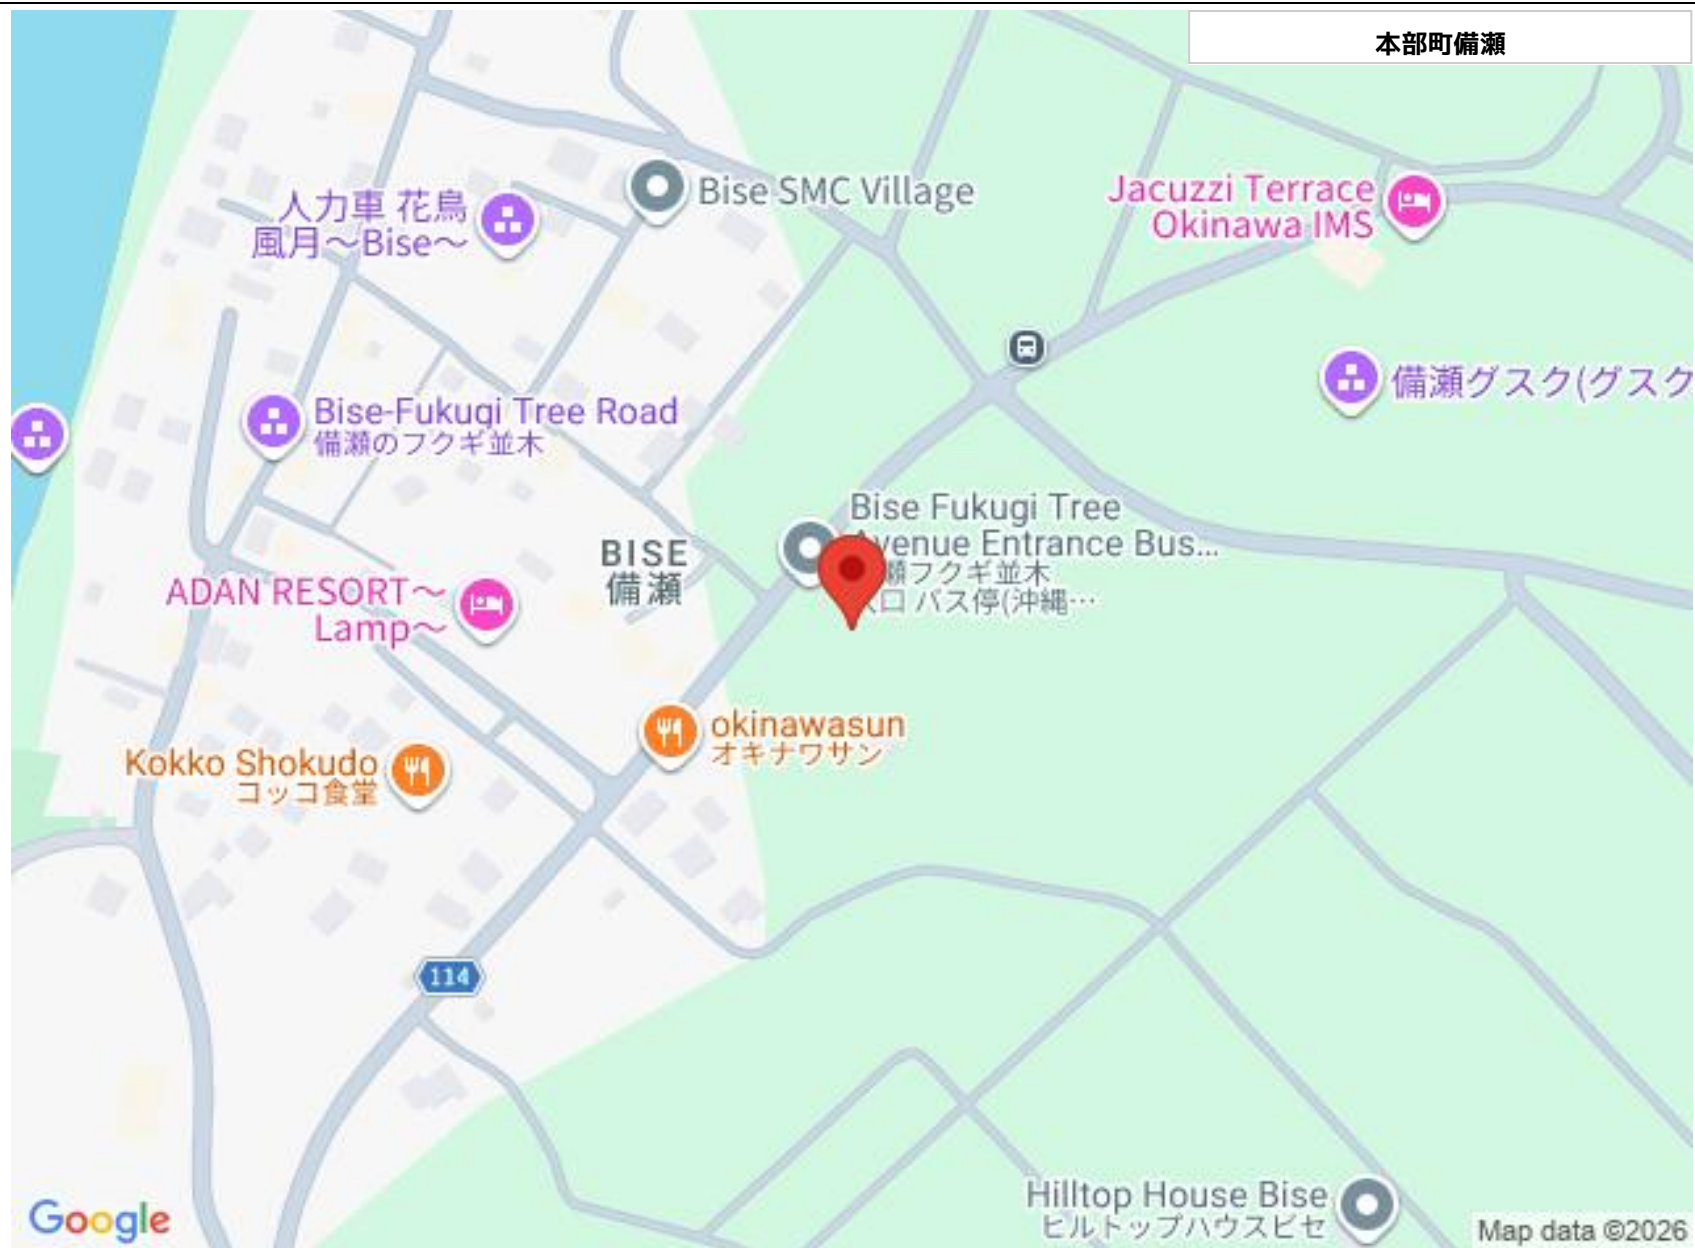 本部町備瀬
Bise SMC Village
Jacuzzi Terrace
Okinawa IMS
人力車 花鳥
風月～Bise～
備瀬グスク(グスク
Bise-Fukugi Tree Road
備瀬のフクギ並木
Bise Fukugi Tree
Avenue Entrance Bus...
瀬フクギ並木
入口 バス停(沖縄…
BISE
備瀬
ADAN RESORT～
Lamp～
okinawasun
オキナワサン
Kokko Shokudo
コッコ食堂
114
Hilltop House Bise
ヒルトップハウスビセ
Google
Map data ©2026